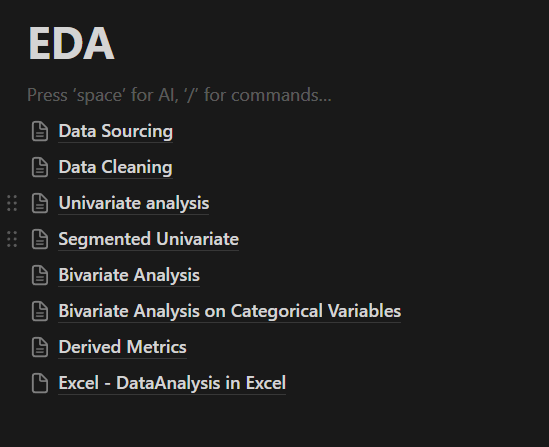 EDA
Press ‘space’ for AI, ‘/’ for commands...
Data Sourcing
Data Cleaning
Univariate analysis
Segmented Univariate
Bivariate Analysis
Bivariate Analysis on Categorical Variables
Derived Metrics
Excel - DataAnalysis in Excel